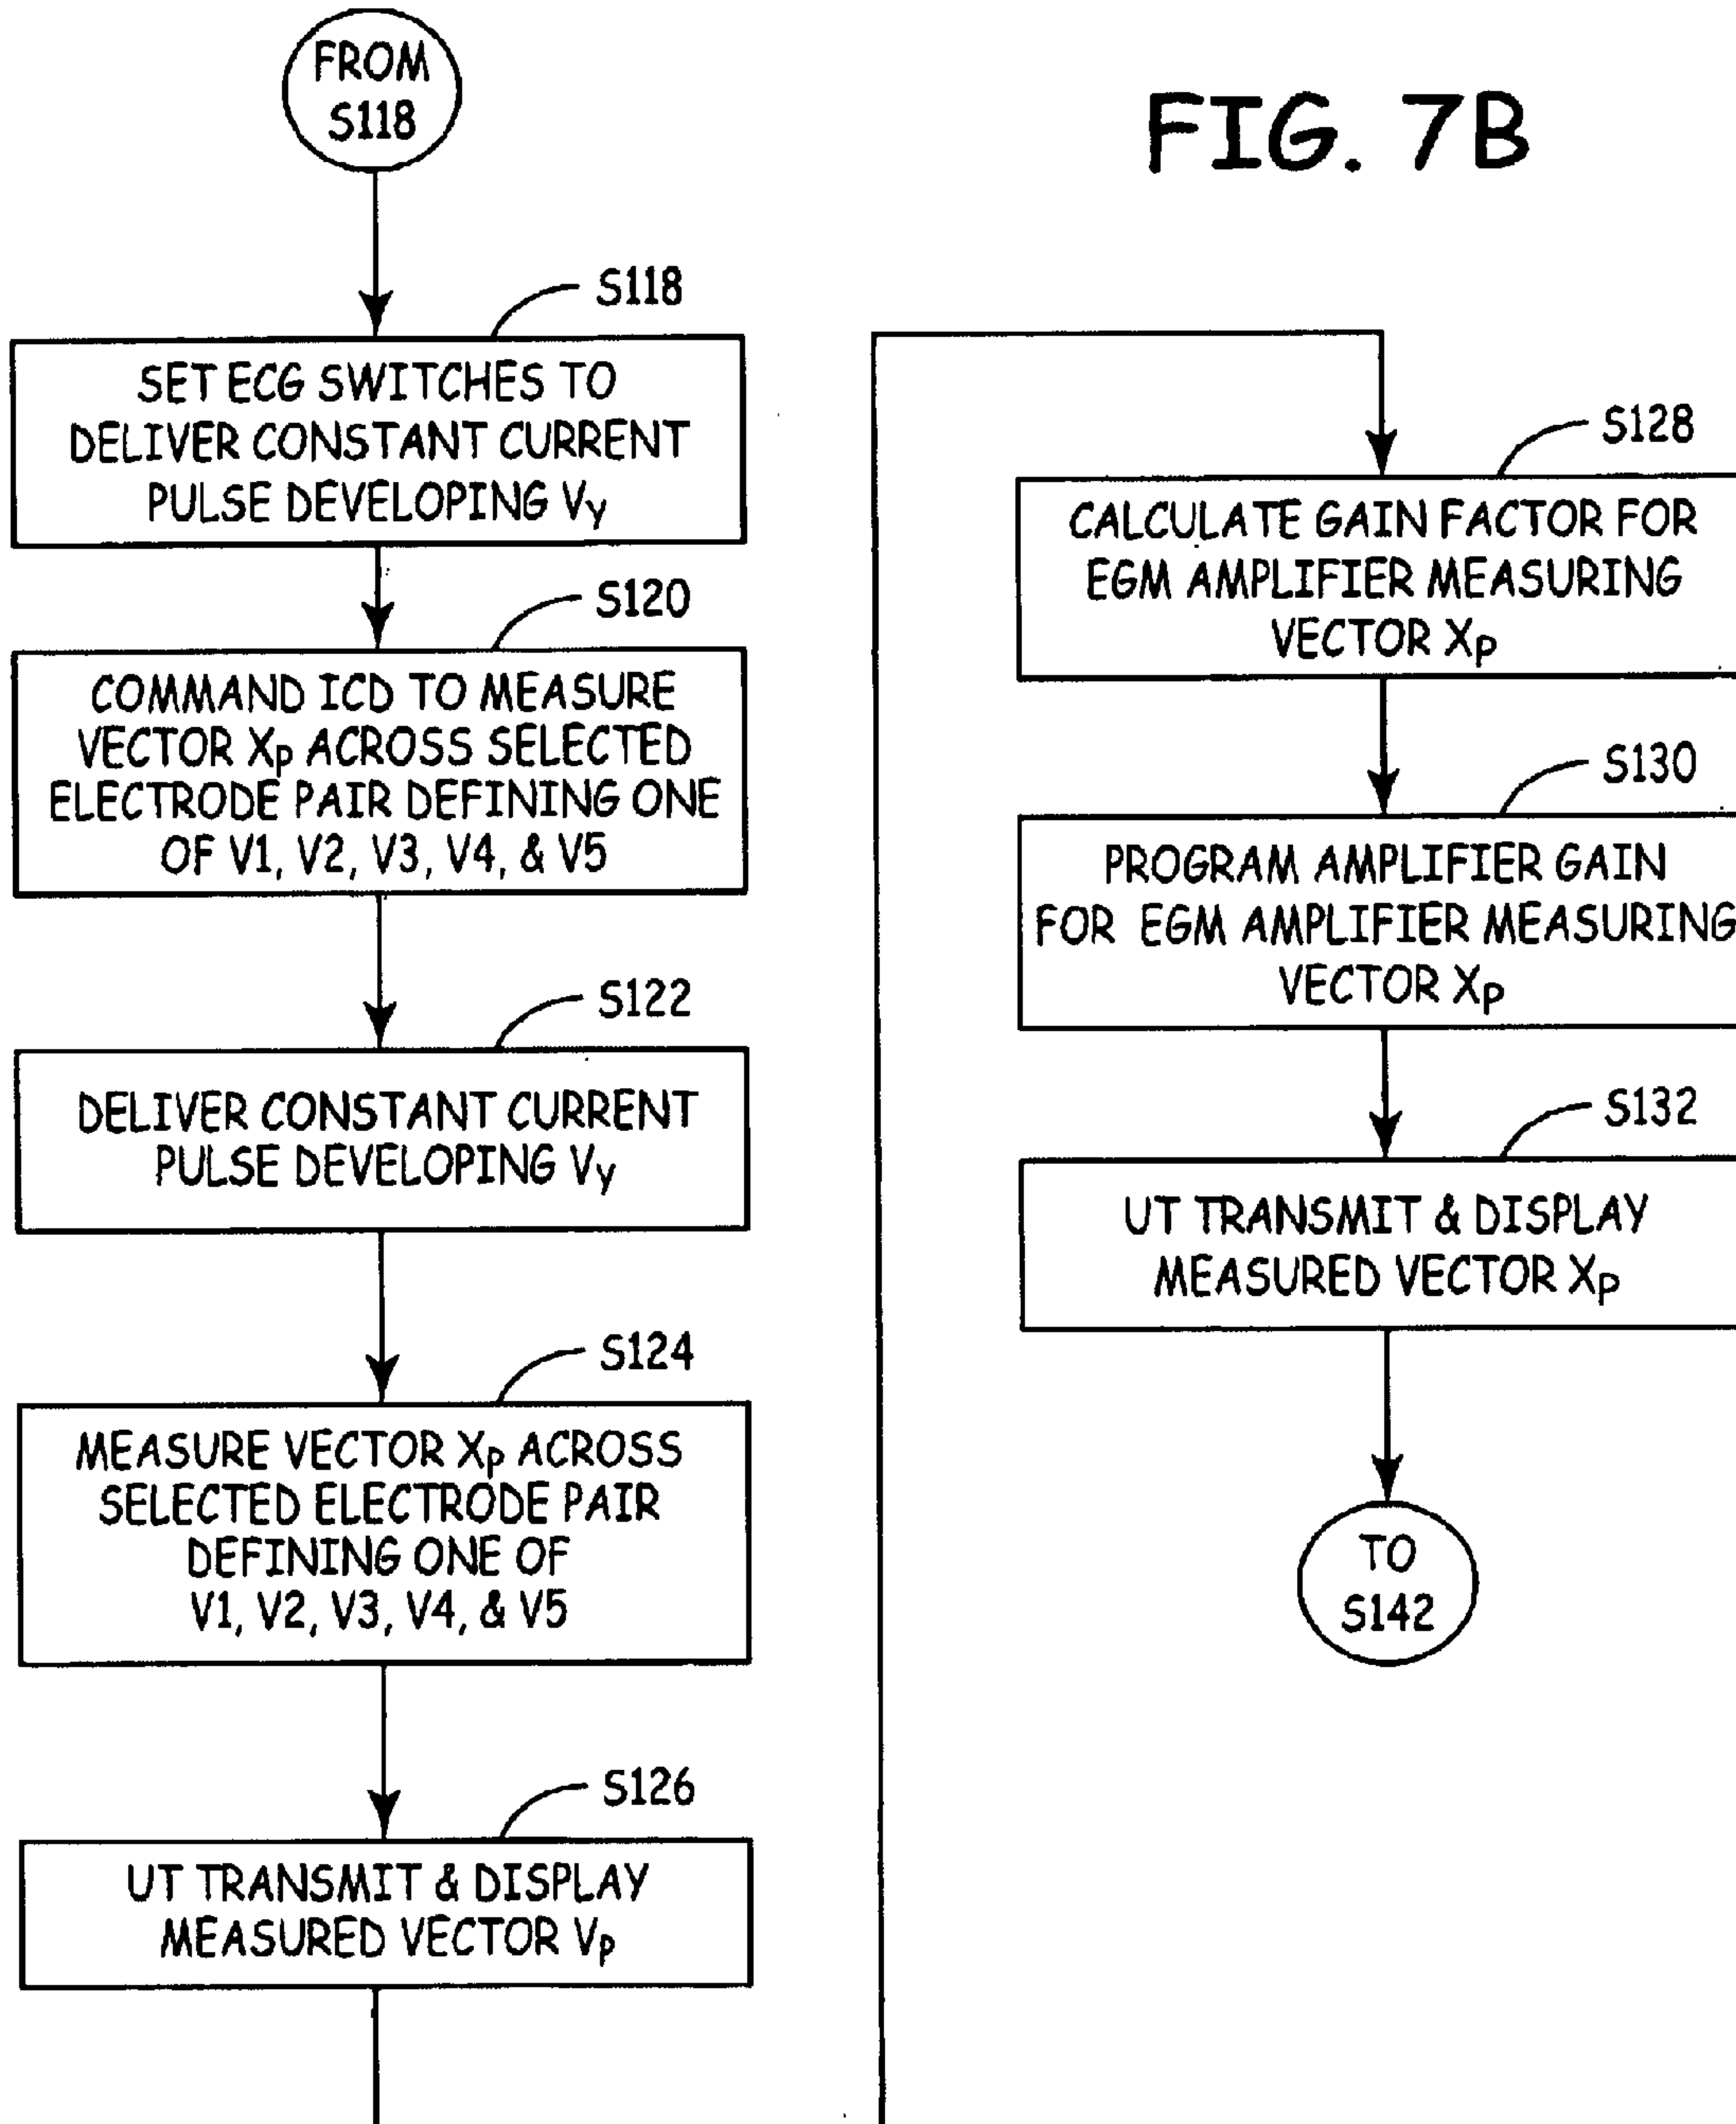 FROM
S118
FIG. 7B
S118
SET ECG SWITCHES TO
DELIVER CONSTANT CURRENT
PULSE DEVELOPING Vy
S120
COMMAND ICD TO MEASURE
VECTOR Xp ACROSS SELECTED
ELECTRODE PAIR DEFINING ONE
OF V1, V2, V3, V4, & V5
S122
DELIVER CONSTANT CURRENT
PULSE DEVELOPING Vy
S124
MEASURE VECTOR Xp ACROSS
SELECTED ELECTRODE PAIR
DEFINING ONE OF
V1, V2, V3, V4, & V5
S126
UT TRANSMIT & DISPLAY
MEASURED VECTOR Vp
S128
CALCULATE GAIN FACTOR FOR
EGM AMPLIFIER MEASURING
VECTOR Xp
S130
PROGRAM AMPLIFIER GAIN
FOR EGM AMPLIFIER MEASURING
VECTOR Xp
S132
UT TRANSMIT & DISPLAY
MEASURED VECTOR Xp
TO
S142